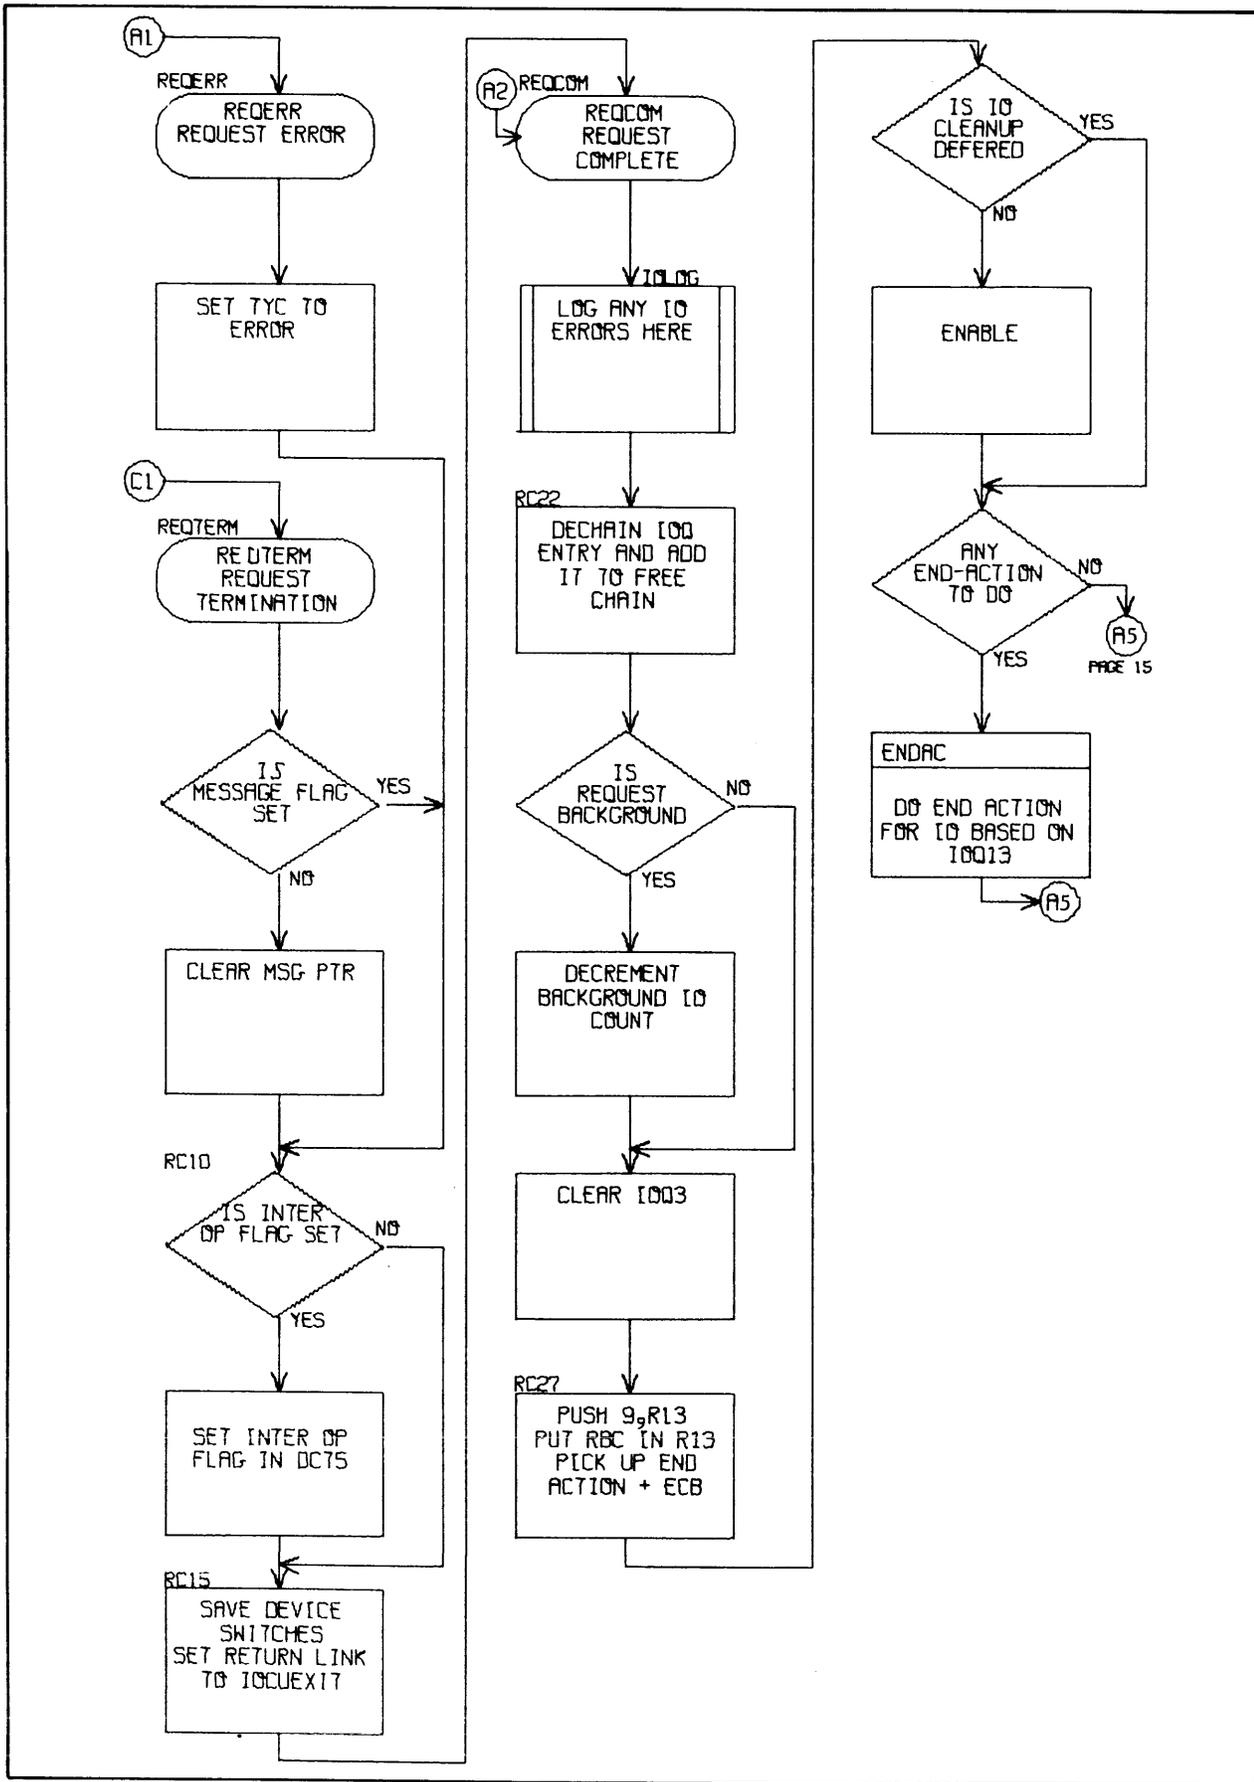 A1
REQERR
REQERR
REQUEST ERROR
SET TYC TO
ERROR
C1
REQTERM
REQTERM
REQUEST
TERMINATION
IS
MESSAGE FLAG
SET
YES
NO
CLEAR MSG PTR
RC10
IS INTER
OP FLAG SET
NO
YES
SET INTER OP
FLAG IN DCT5
RC15
SAVE DEVICE
SWITCHES
SET RETURN LINK
TO IOCUEXIT
A2
REQCOM
REQCOM
REQUEST
COMPLETE
IOLOG
LOG ANY IO
ERRORS HERE
RC22
DECHAIN IOQ
ENTRY AND ADD
IT TO FREE
CHAIN
IS
REQUEST
BACKGROUND
NO
YES
DECREMENT
BACKGROUND IO
COUNT
CLEAR IOQ3
RC27
PUSH 9,R13
PUT RBC IN R13
PICK UP END
ACTION + ECB
IS IO
CLEANUP
DEFERED
YES
NO
ENABLE
ANY
END-ACTION
TO DO
NO
A5
PAGE 15
YES
ENDAC
DO END ACTION
FOR IO BASED ON
IOQ13
A5